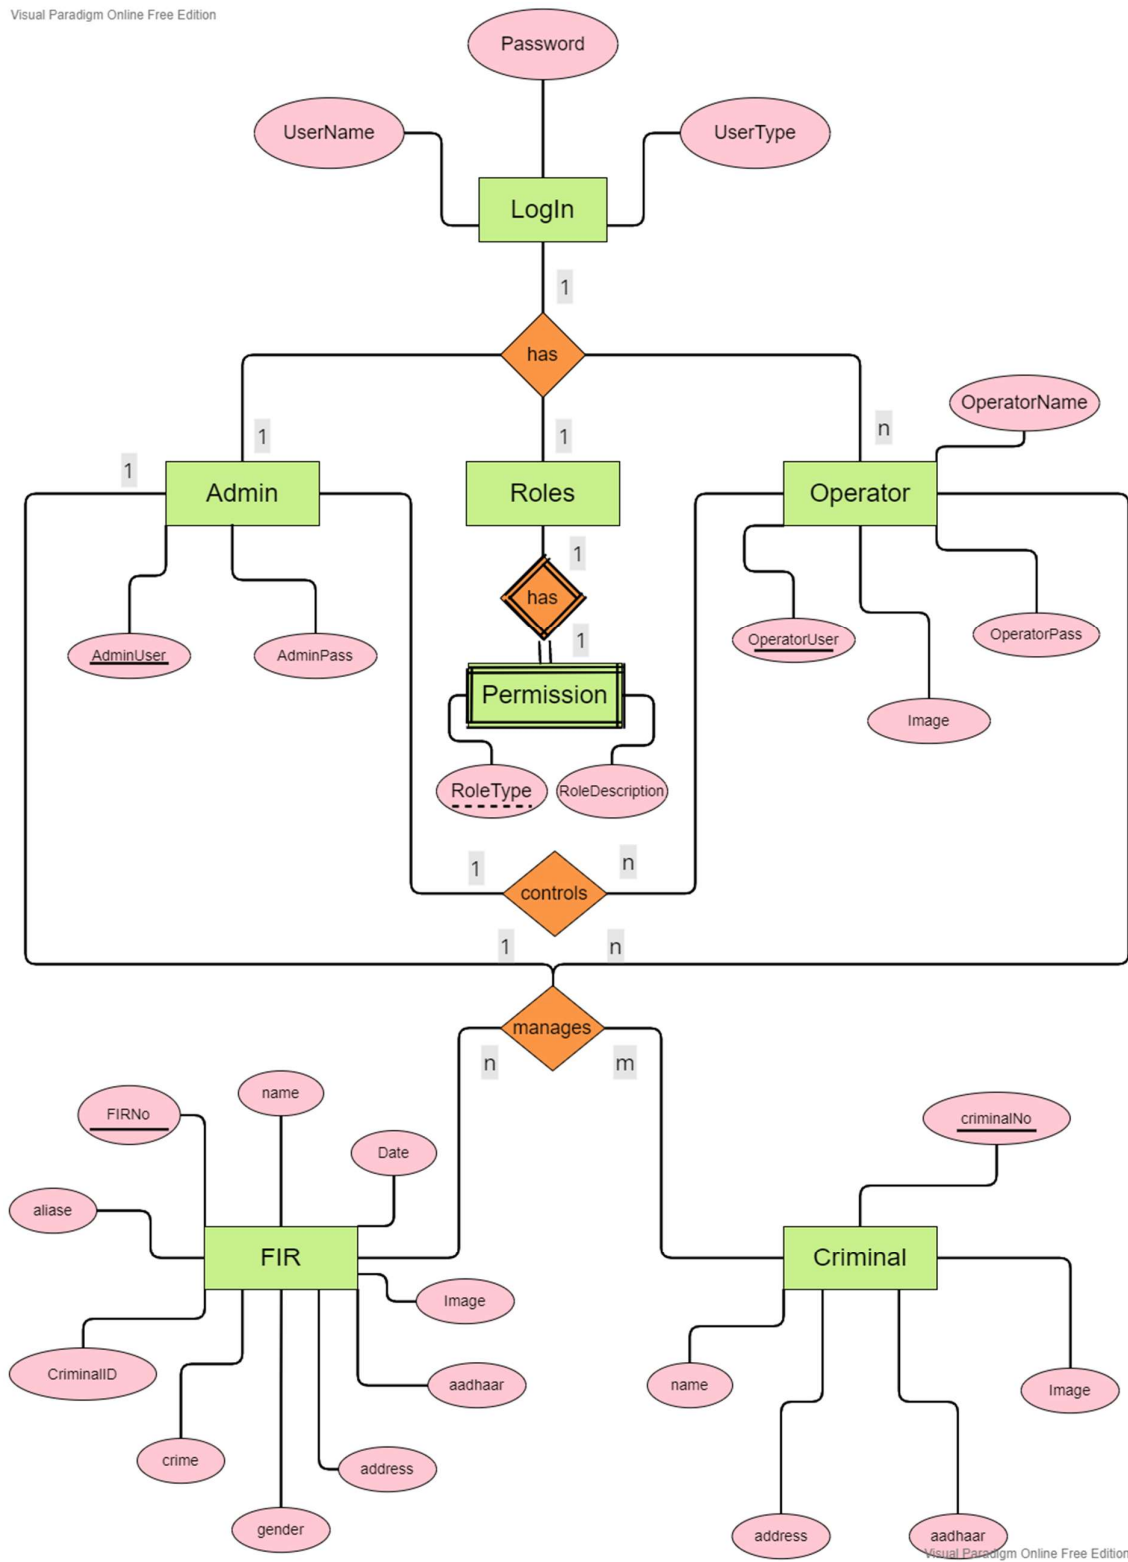 Visual Paradigm Online Free Edition
Password
UserName
UserType
LogIn
1
has
OperatorName
1
1
1
n
Admin
Roles
Operator
1
has
AdminUser
AdminPass
1
OperatorUser
OperatorPass
Permission
Image
RoleType
RoleDescription
1
n
controls
1
n
manages
n
m
name
FIRNo
criminalNo
Date
aliase
FIR
Criminal
Image
CriminalID
aadhaar
name
Image
crime
address
gender
address
aadhaar
Visual Paradigm Online Free Edition